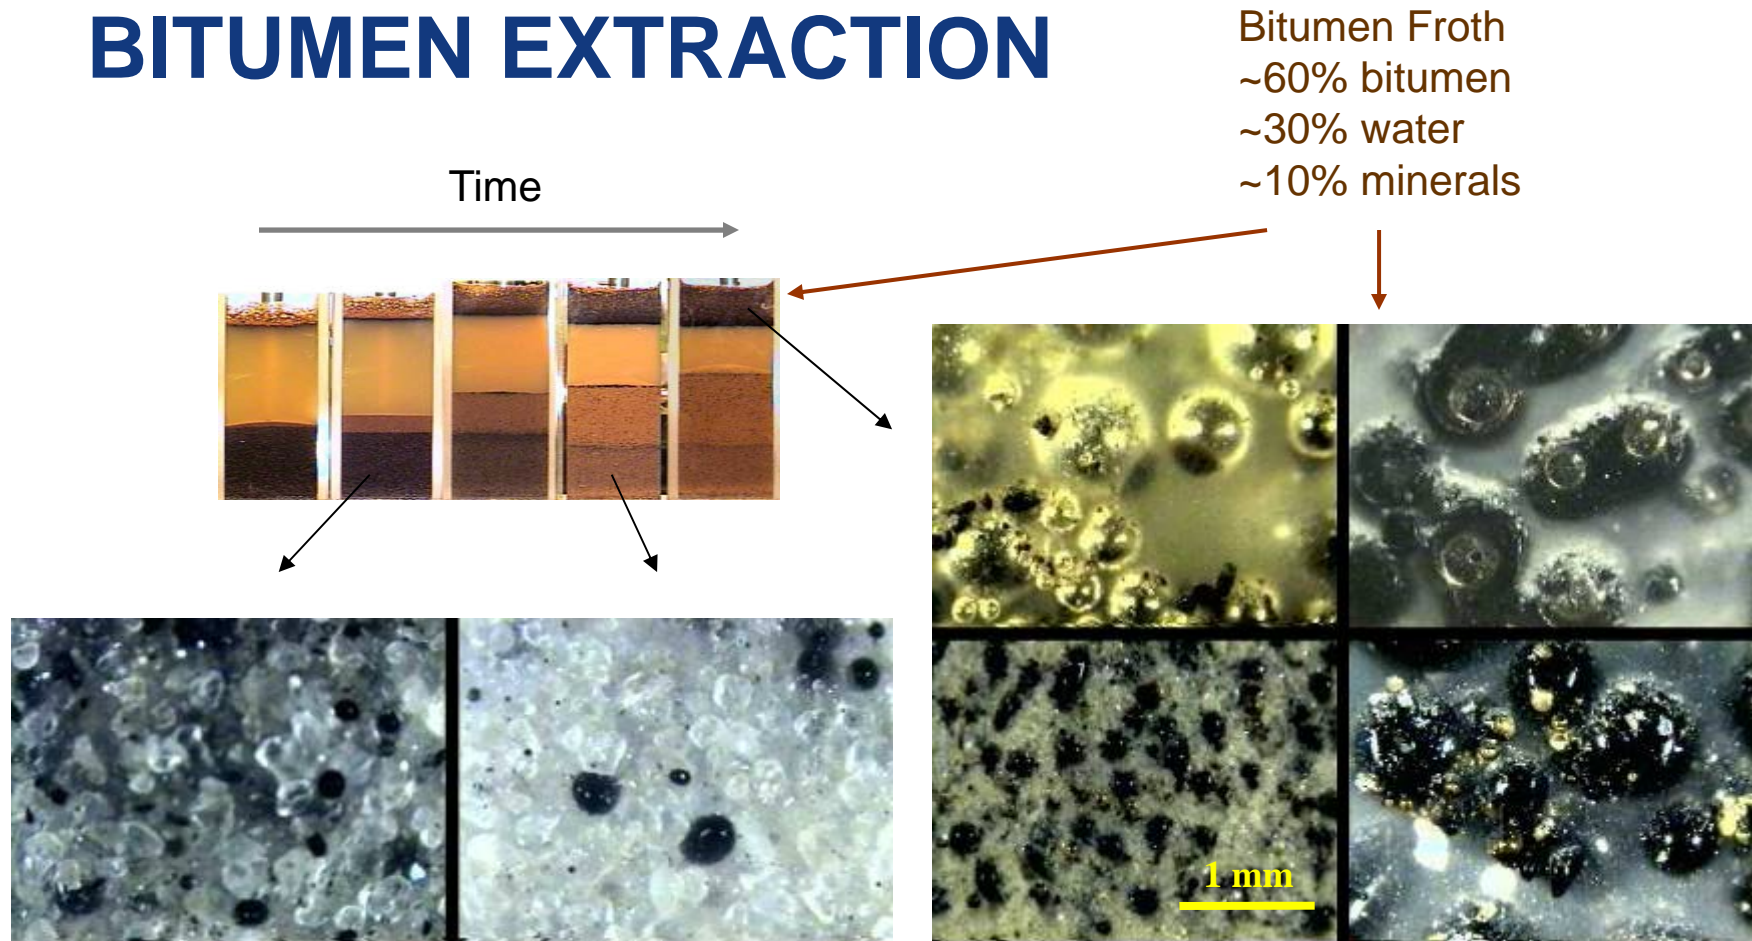 BITUMEN EXTRACTION
Bitumen Froth
~60% bitumen
~30% water
~10% minerals
Time
1 mm